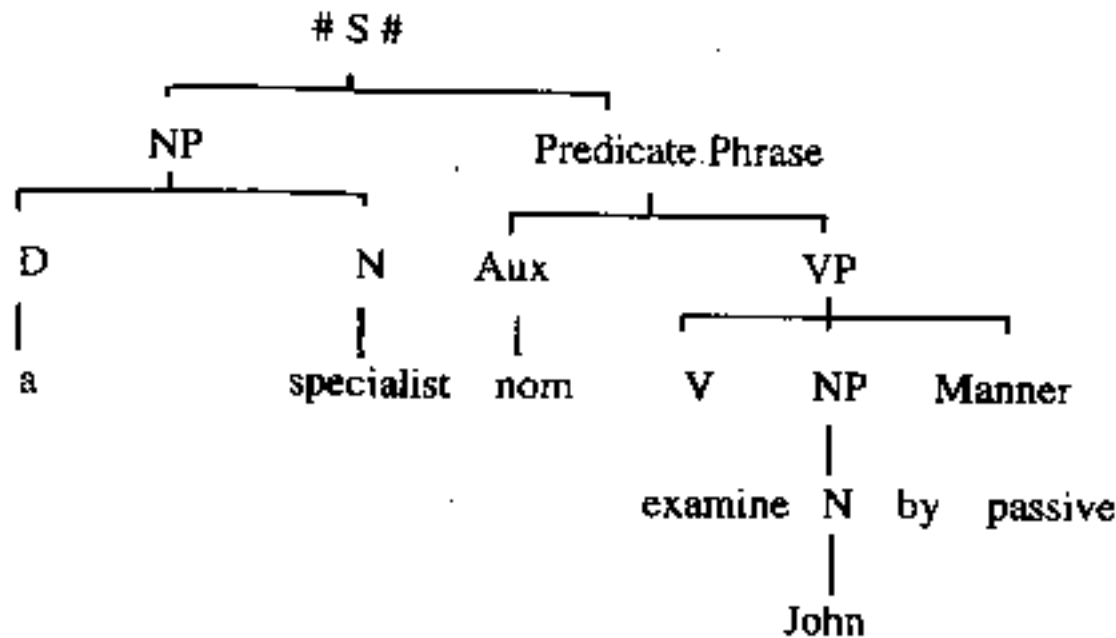 # S #
NP Predicate Phrase
D N Aux VP
a specialist nom V NP Manner
examine N by passive
John